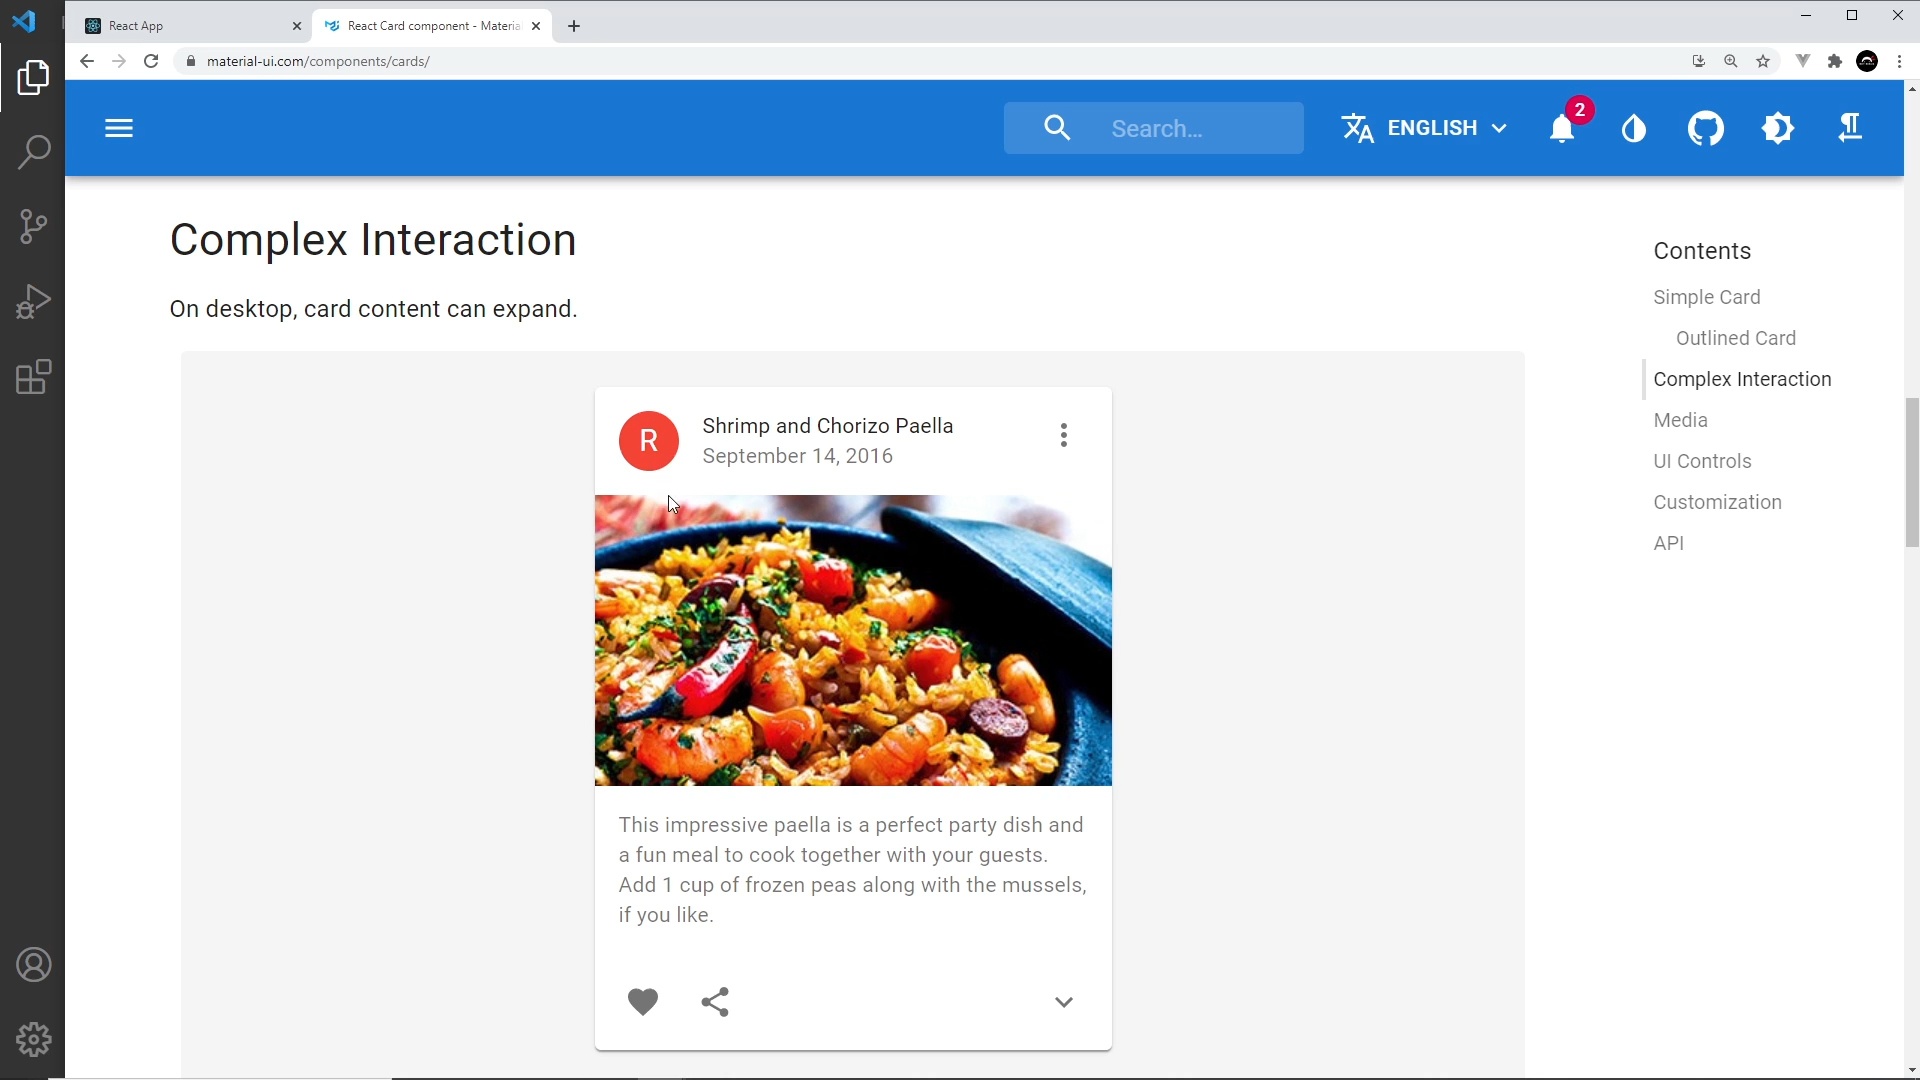 React App
React Card component - Materia
material-ui.com/components/cards/
Search…
ENGLISH
2
Complex Interaction
On desktop, card content can expand.
R
Shrimp and Chorizo Paella
September 14, 2016
This impressive paella is a perfect party dish and
a fun meal to cook together with your guests.
Add 1 cup of frozen peas along with the mussels,
if you like.
Contents
Simple Card
Outlined Card
Complex Interaction
Media
UI Controls
Customization
API